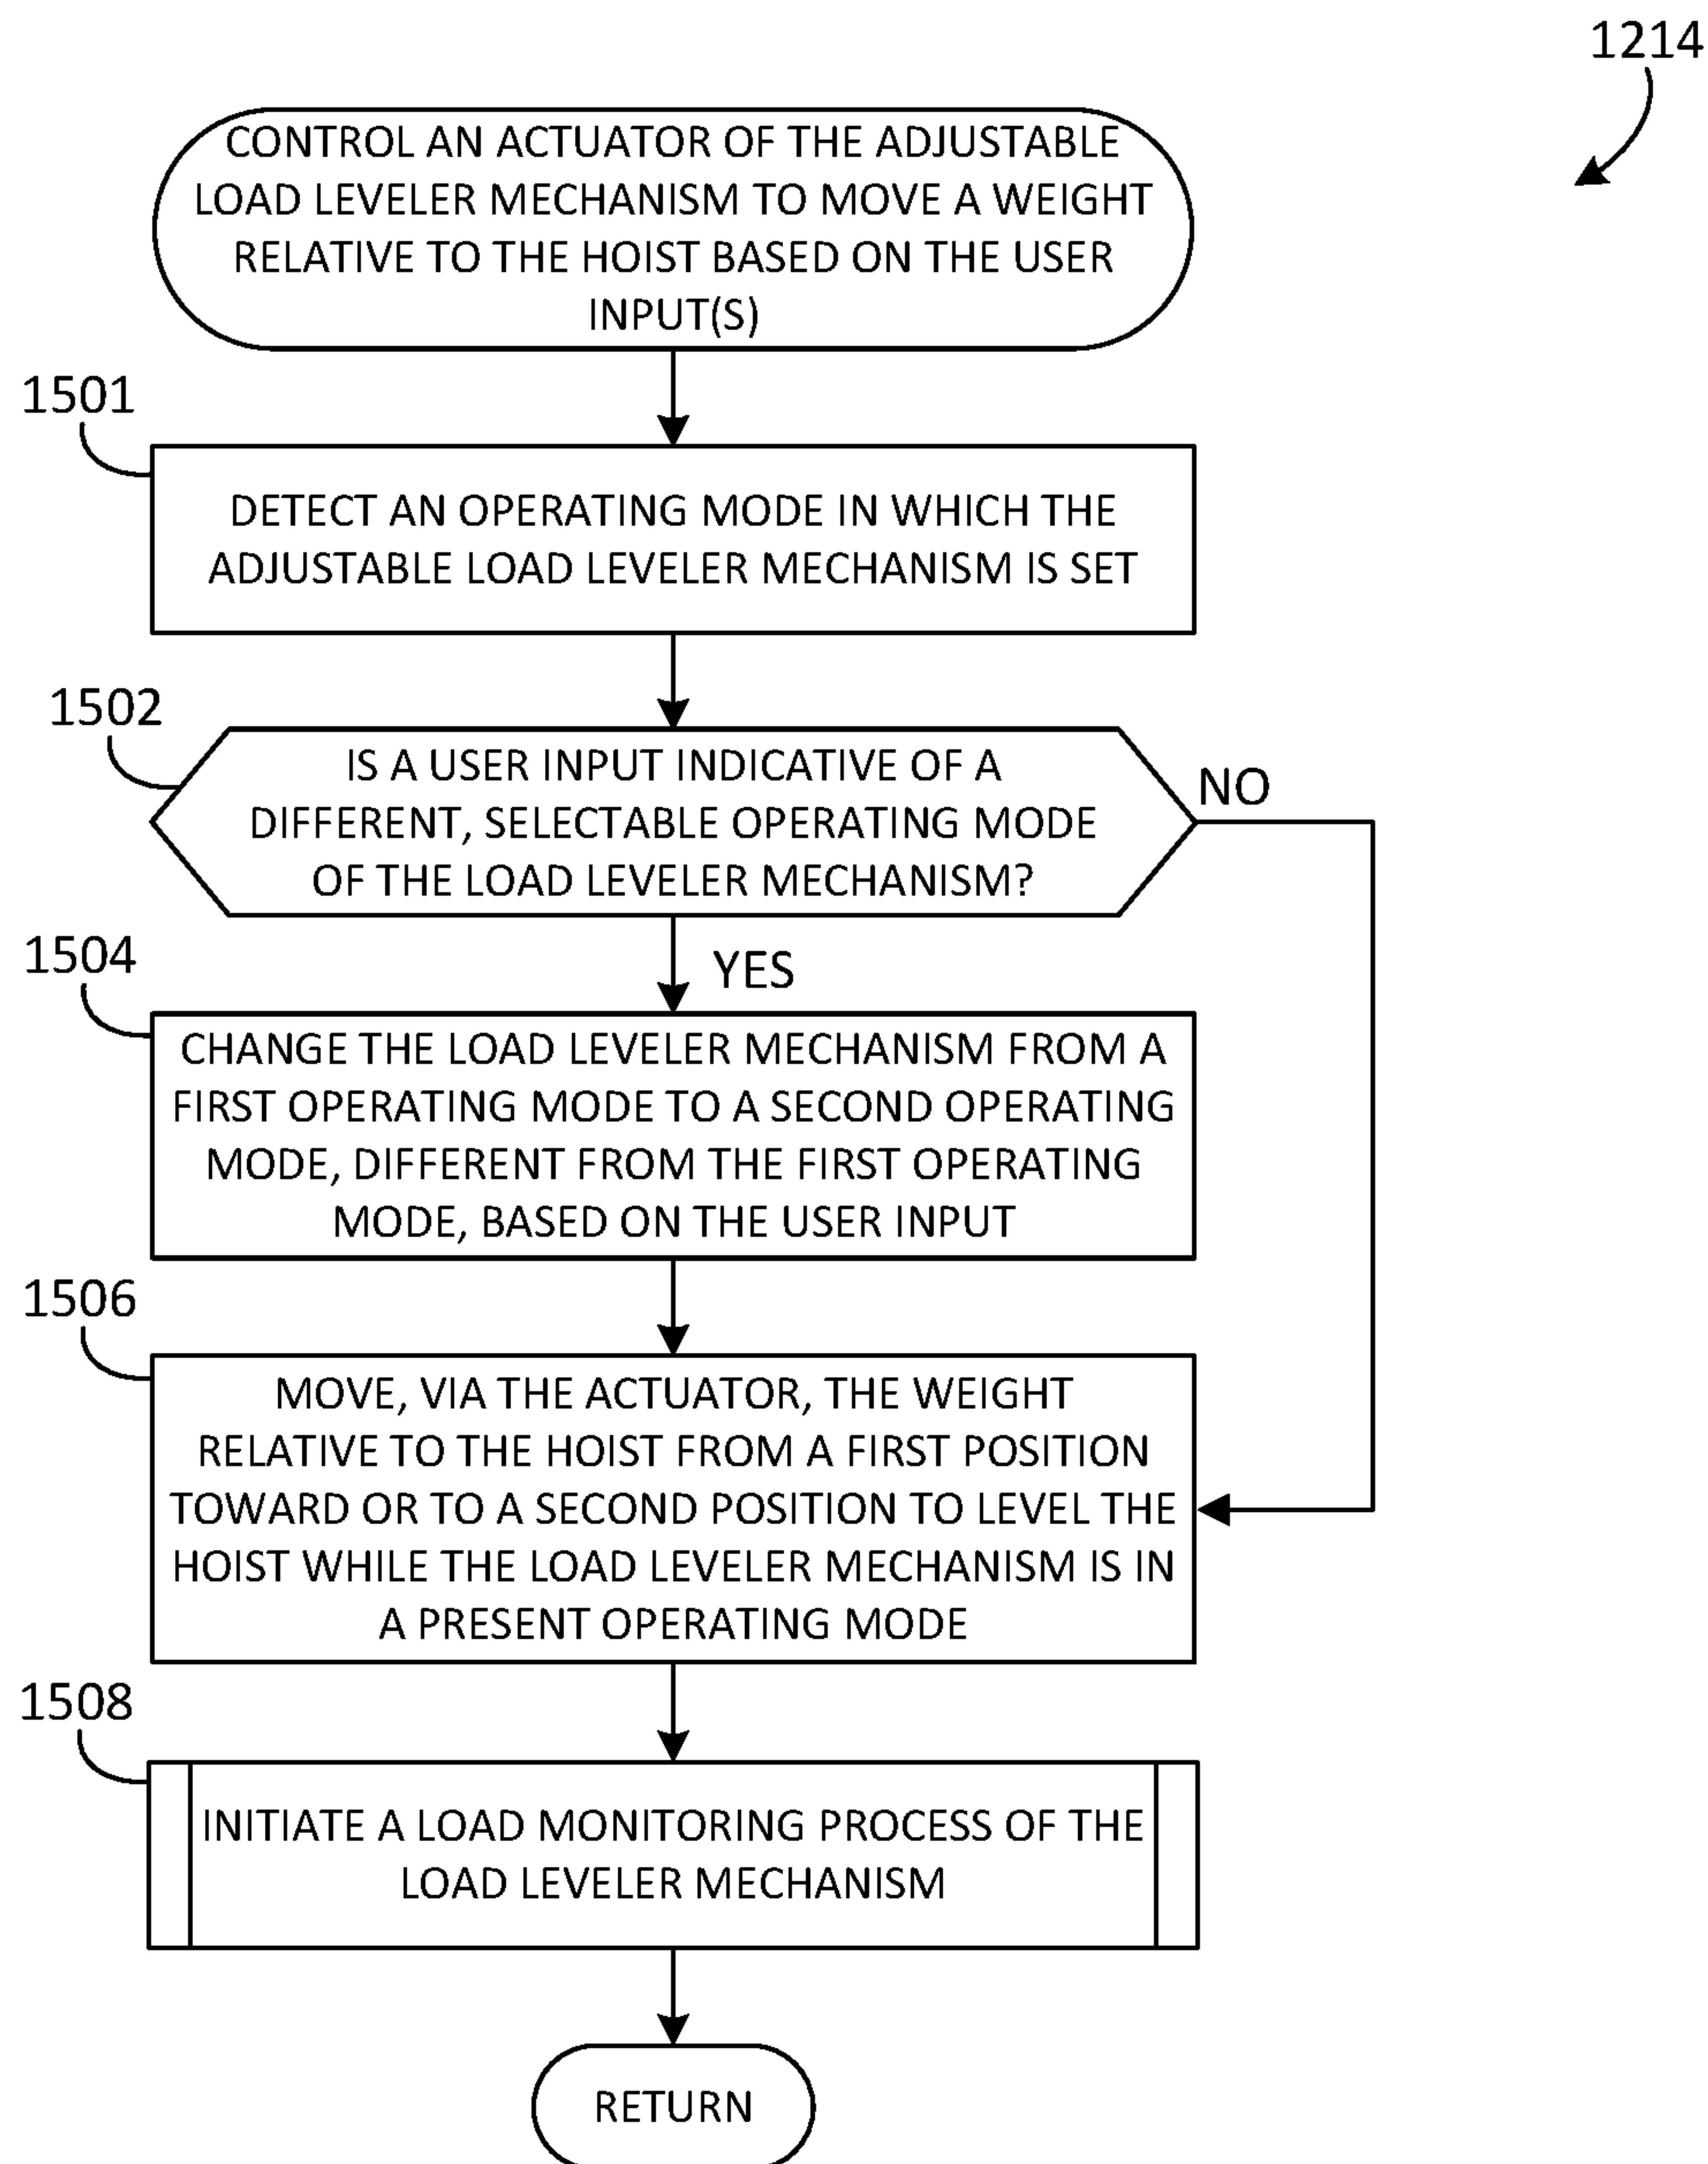 1214
CONTROL AN ACTUATOR OF THE ADJUSTABLE
LOAD LEVELER MECHANISM TO MOVE A WEIGHT
RELATIVE TO THE HOIST BASED ON THE USER
INPUT(S)
1501
DETECT AN OPERATING MODE IN WHICH THE
ADJUSTABLE LOAD LEVELER MECHANISM IS SET
1502
IS A USER INPUT INDICATIVE OF A
DIFFERENT, SELECTABLE OPERATING MODE
OF THE LOAD LEVELER MECHANISM?
NO
YES
1504
CHANGE THE LOAD LEVELER MECHANISM FROM A
FIRST OPERATING MODE TO A SECOND OPERATING
MODE, DIFFERENT FROM THE FIRST OPERATING
MODE, BASED ON THE USER INPUT
1506
MOVE, VIA THE ACTUATOR, THE WEIGHT
RELATIVE TO THE HOIST FROM A FIRST POSITION
TOWARD OR TO A SECOND POSITION TO LEVEL THE
HOIST WHILE THE LOAD LEVELER MECHANISM IS IN
A PRESENT OPERATING MODE
1508
INITIATE A LOAD MONITORING PROCESS OF THE
LOAD LEVELER MECHANISM
RETURN